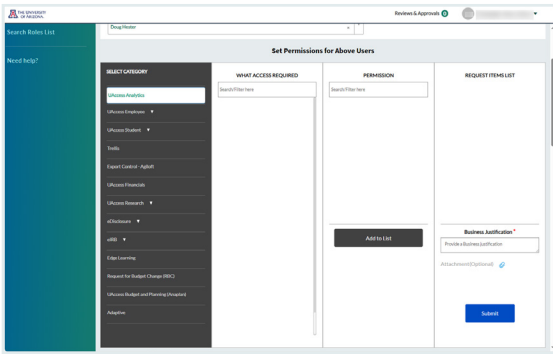 THE UNIVERSITY
OF ARIZONA
Reviews & Approvals 0
Search Roles List
Need help?
Doug Hester
x
Set Permissions for Above Users
SELECT CATEGORY
UAccess Analytics
UAccess Employee ▼
UAccess Student ▼
Trellis
Export Control - Agiloft
UAccess Financials
UAccess Research ▼
eDisclosure ▼
eIRB ▼
Edge Learning
Request for Budget Change (RBC)
UAccess Budget and Planning (Anaplan)
Adaptive
WHAT ACCESS REQUIRED
Search/Filter here
PERMISSION
Search/Filter here
Add to List
REQUEST ITEMS LIST
Business Justification *
Provide a Business Justification
Attachment(Optional)
Submit